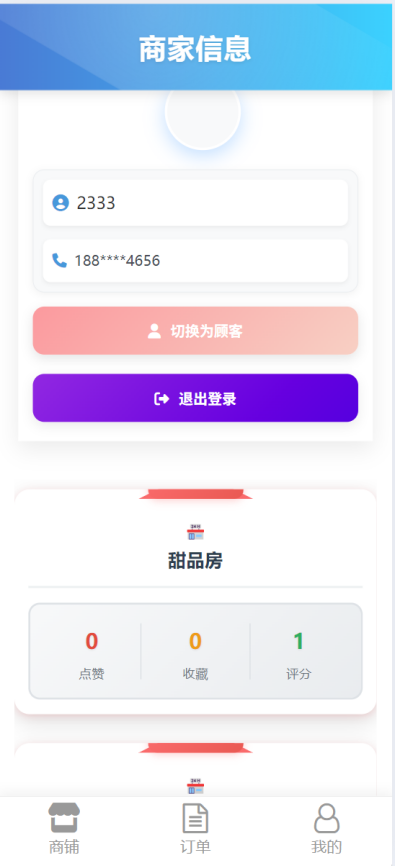 商家信息
2333
188****4656
切换为顾客
退出登录
甜品房
0
0
1
点赞
收藏
评分
商铺
订单
我的